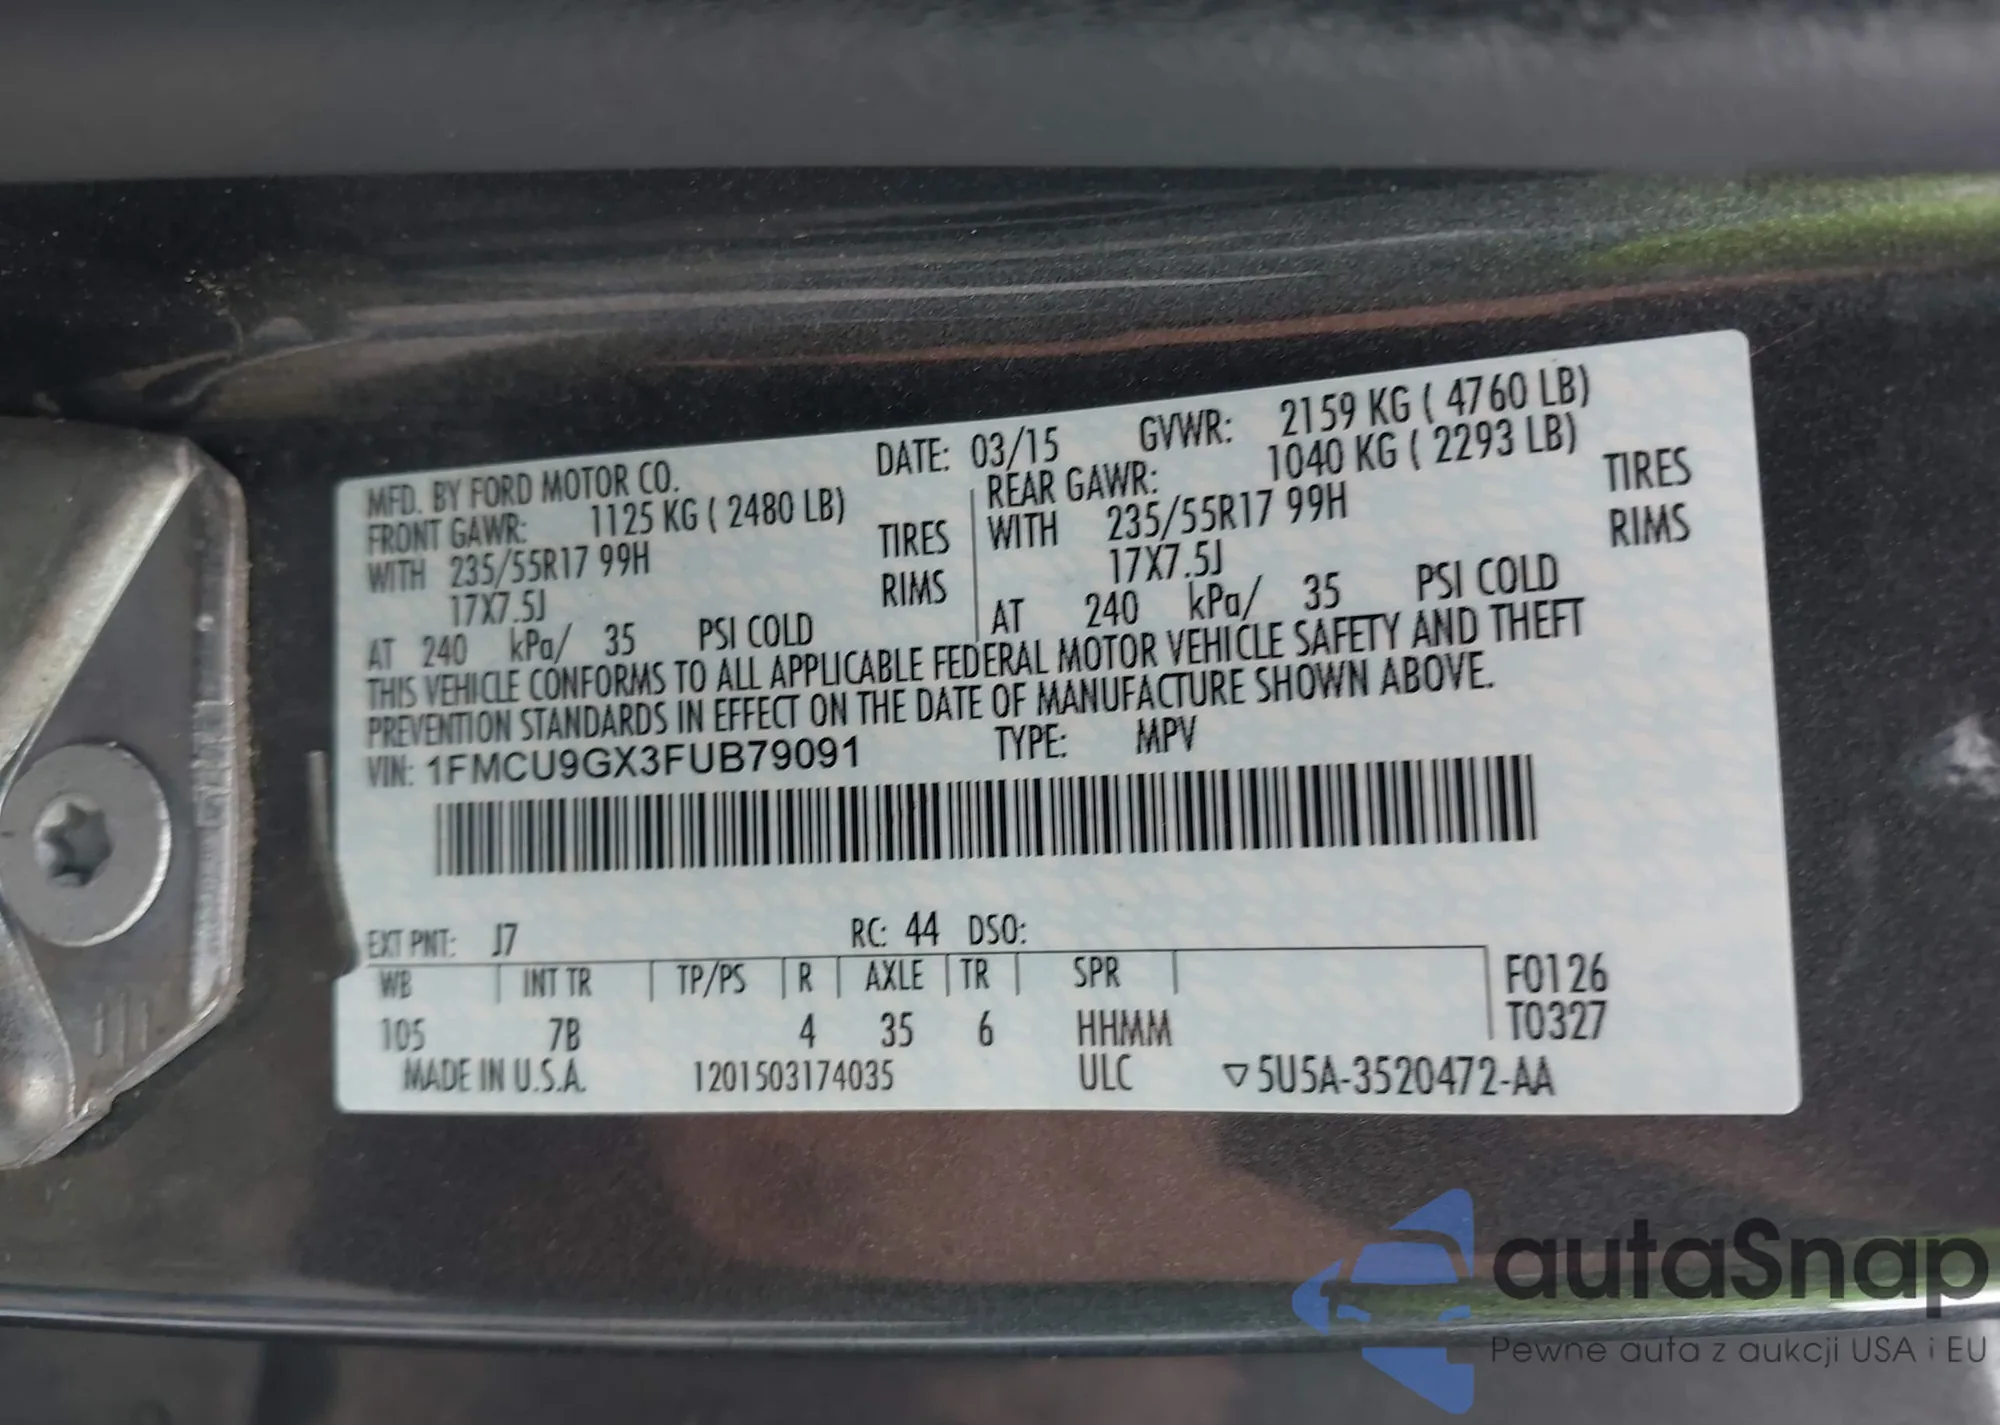 MFD. BY FORD MOTOR CO. DATE: 03/15 GVWR: 2159 KG ( 4760 LB)
FRONT GAWR: 1125 KG ( 2480 LB) REAR GAWR: 1040 KG ( 2293 LB)
WITH 235/55R17 99H TIRES WITH 235/55R17 99H TIRES
17X7.5J RIMS 17X7.5J RIMS
AT 240 kPa/ 35 PSI COLD AT 240 kPa/ 35 PSI COLD
THIS VEHICLE CONFORMS TO ALL APPLICABLE FEDERAL MOTOR VEHICLE SAFETY AND THEFT
PREVENTION STANDARDS IN EFFECT ON THE DATE OF MANUFACTURE SHOWN ABOVE.
VIN: 1FMCU9GX3FUB79091 TYPE: MPV
EXT PNT: J7 RC: 44 DSO:
WB INT TR TP/PS R AXLE TR SPR F0126
105 7B 4 35 6 HHMM T0327
MADE IN U.S.A. 1201503174035 ULC ▽5U5A-3520472-AA
autaSnap
Pewne auta z aukcji USA i EU